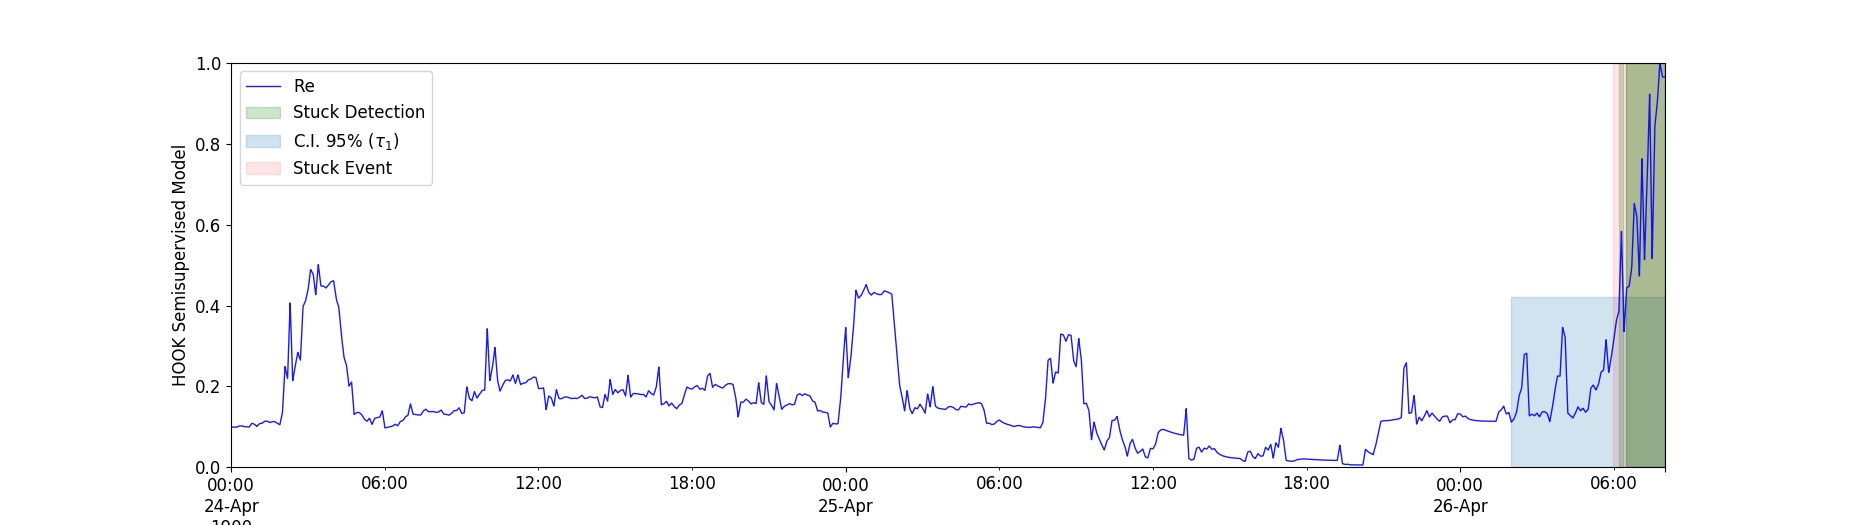 1.0
0.8
0.6
0.4
0.2
0.0
HOOK Semisupervised Model
Re
Stuck Detection
C.I. 95% (τ₁)
Stuck Event
00:00 06:00 12:00 18:00 00:00 06:00 12:00 18:00 00:00 06:00
24-Apr 25-Apr 26-Apr
1900